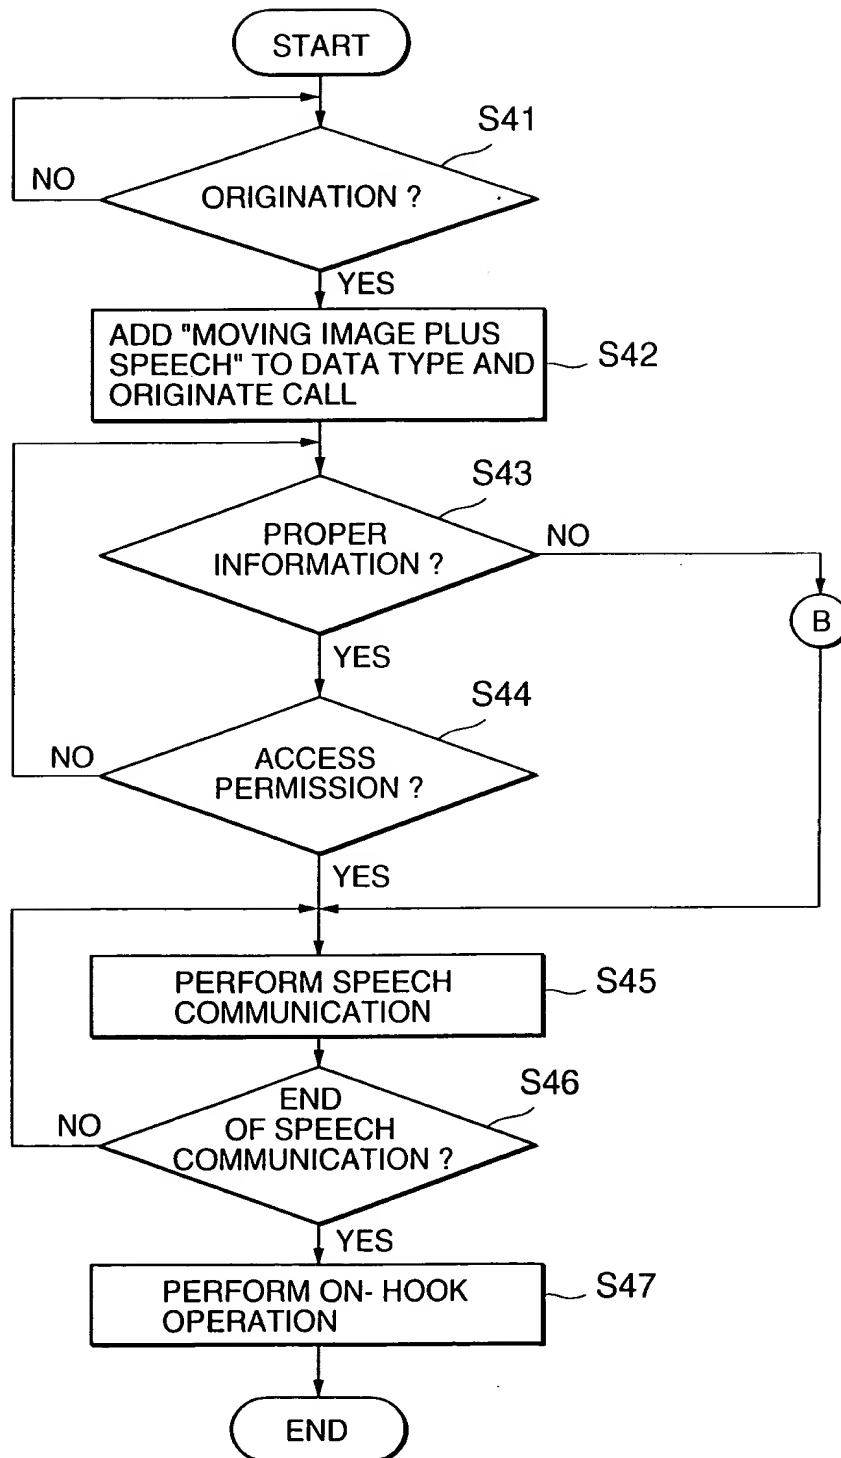 START
S41
NO
ORIGINATION ?
YES
ADD "MOVING IMAGE PLUS
SPEECH" TO DATA TYPE AND
ORIGINATE CALL
S42
S43
PROPER
INFORMATION ?
NO
B
YES
S44
NO
ACCESS
PERMISSION ?
YES
PERFORM SPEECH
COMMUNICATION
S45
S46
END
OF SPEECH
COMMUNICATION ?
NO
YES
PERFORM ON- HOOK
OPERATION
S47
END